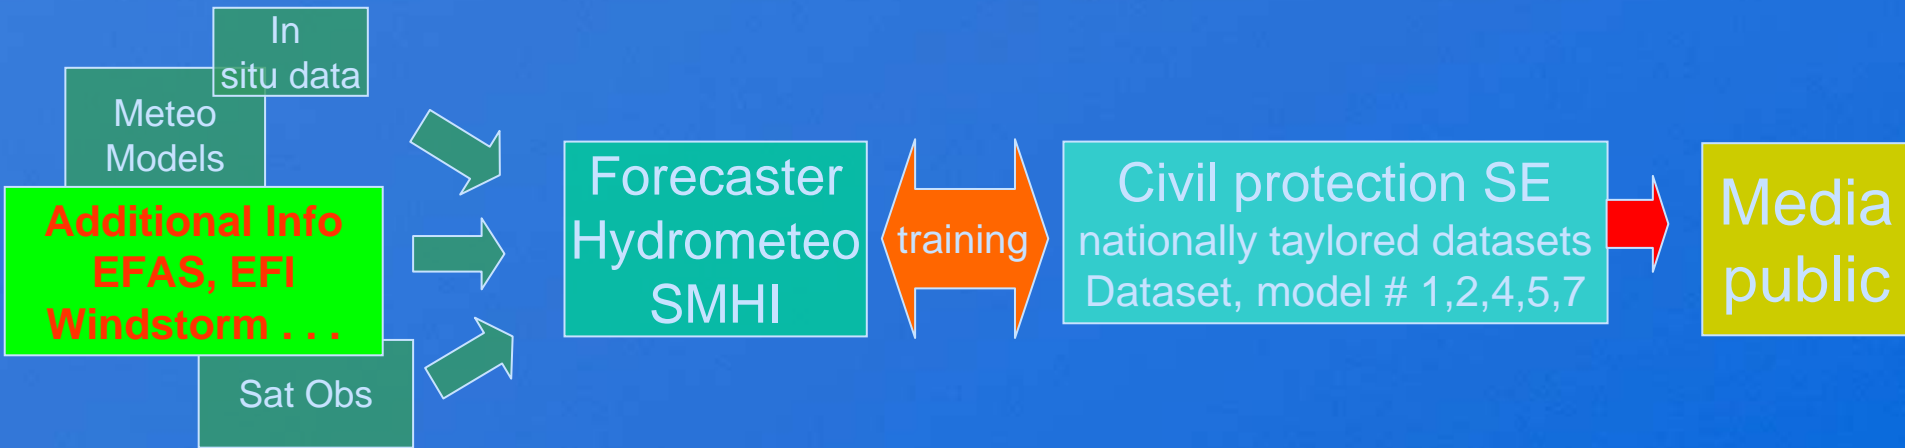 In
situ data
Meteo
Models
Additional Info
EFAS, EFI
Windstorm . . .
Sat Obs
Forecaster
Hydrometeo
SMHI
training
Civil protection SE
nationally taylored datasets
Dataset, model # 1,2,4,5,7
Media
public